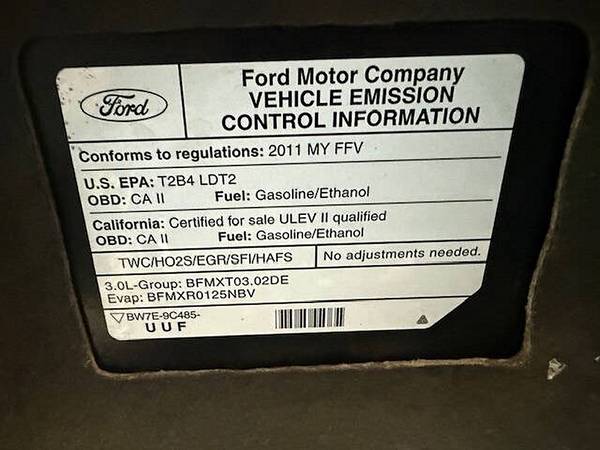 Ford
Ford Motor Company
VEHICLE EMISSION
CONTROL INFORMATION
Conforms to regulations: 2011 MY FFV
U.S. EPA: T2B4 LDT2
OBD: CA II Fuel: Gasoline/Ethanol
California: Certified for sale ULEV II qualified
OBD: CA II Fuel: Gasoline/Ethanol
TWC/HO2S/EGR/SFI/HAFS No adjustments needed.
3.0L-Group: BFMXT03.02DE
Evap: BFMXR0125NBV
BW7E-9C485-
UUF